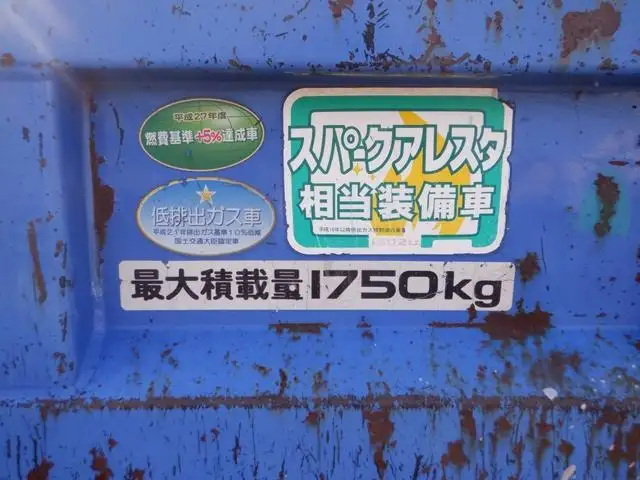 平成27年度
燃費基準+5%達成車
低排出ガス車
平成21年排出ガス基準10%低減
国土交通大臣認定車
スパークアレスタ
相当装備車
最大積載量1750kg